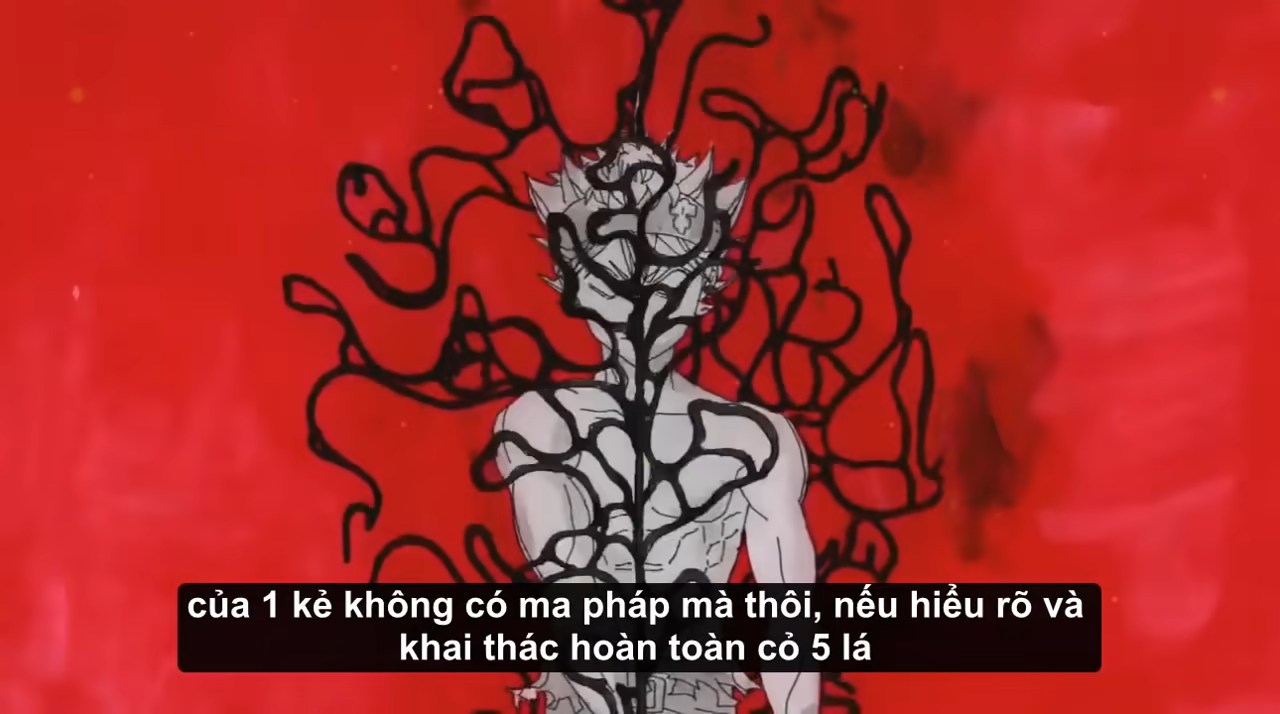 của 1 kẻ không có ma pháp mà thôi, nếu hiểu rõ và
khai thác hoàn toàn cỏ 5 lá